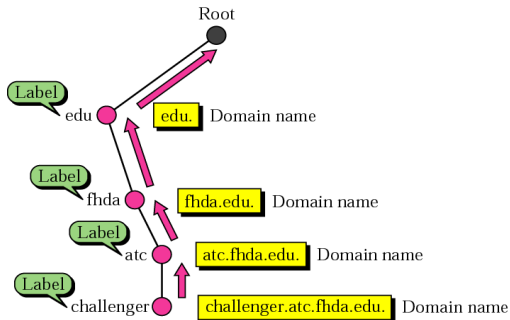 Root
Label
edu
edu. Domain name
Label
fhda
fhda.edu. Domain name
Label
atc
atc.fhda.edu. Domain name
Label
challenger
challenger.atc.fhda.edu. Domain name